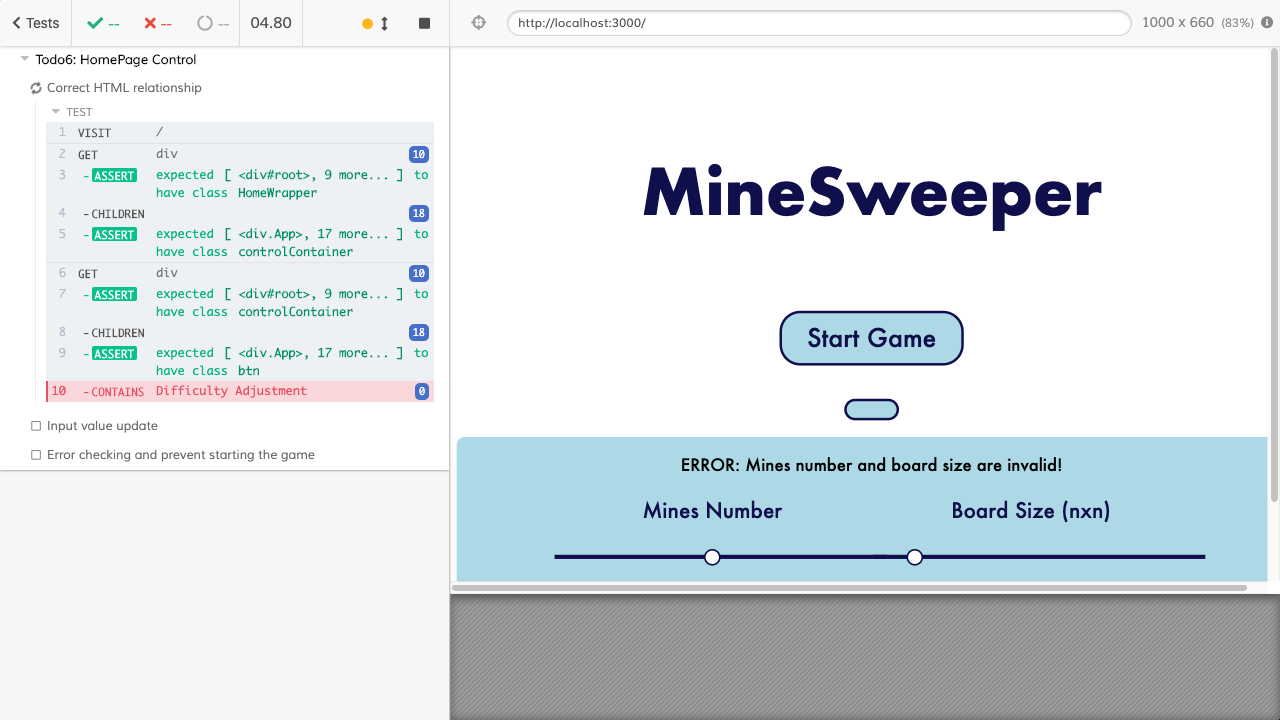 Tests
--
--
--
04.80
http://localhost:3000/
1000 x 660 (83%)
Todo6: HomePage Control
Correct HTML relationship
TEST
1 VISIT /
2 GET div 10
3 -ASSERT expected [ <div#root>, 9 more... ] to
have class HomeWrapper
4 -CHILDREN 18
5 -ASSERT expected [ <div.App>, 17 more... ] to
have class controlContainer
6 GET div 10
7 -ASSERT expected [ <div#root>, 9 more... ] to
have class controlContainer
8 -CHILDREN 18
9 -ASSERT expected [ <div.App>, 17 more... ] to
have class btn
10 -CONTAINS Difficulty Adjustment 0
Input value update
Error checking and prevent starting the game
MineSweeper
Start Game
ERROR: Mines number and board size are invalid!
Mines Number
Board Size (nxn)